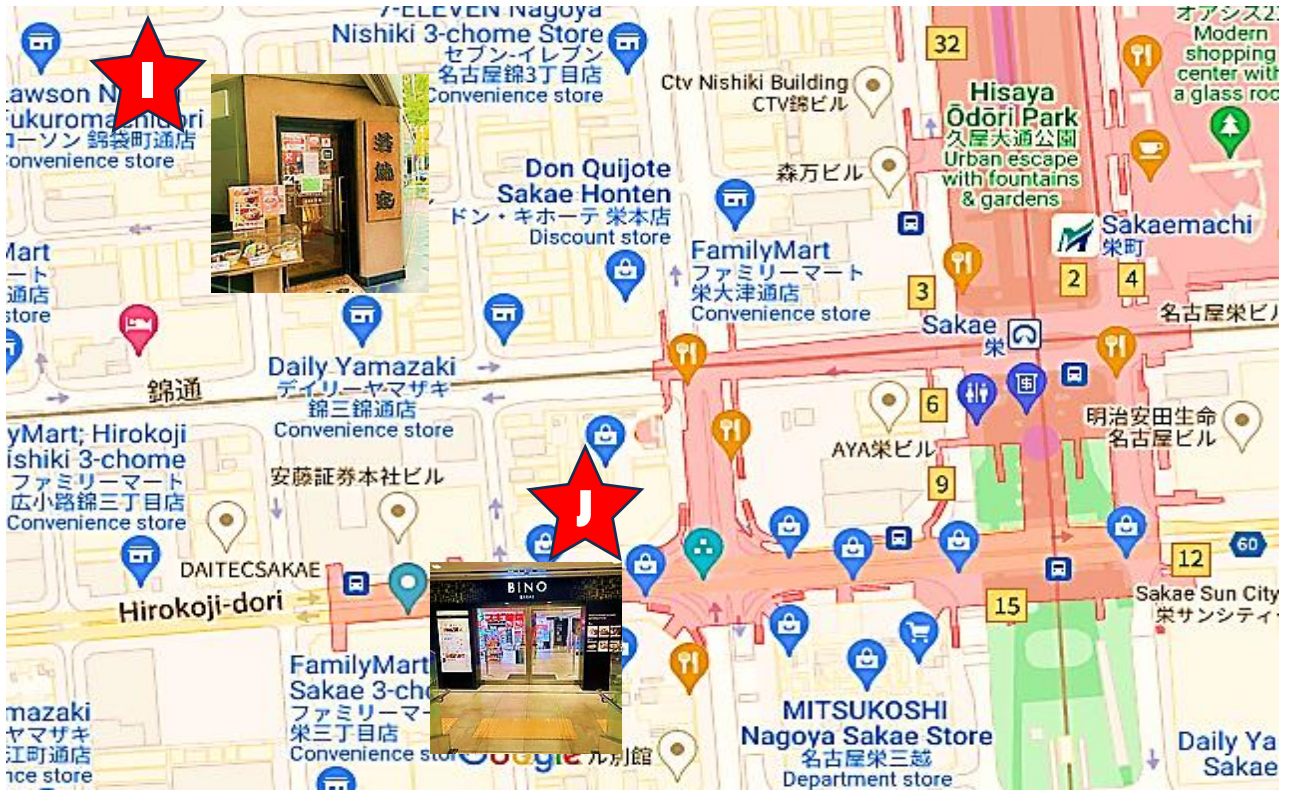 7-ELEVEN Nagoya
Nishiki 3-chome Store
セブン-イレブン
名古屋錦3丁目店
Convenience store
I
Lawson N
ukuroma
ori
ローソン 錦袋町通店
Convenience store
32
Ctv Nishiki Building
CTV錦ビル
Hisaya
Ōdōri Park
久屋大通公園
Urban escape
with fountains
& gardens
オアシス21
Modern
shopping
center with
a glass roo
Don Quijote
Sakae Honten
ドン・キホーテ 栄本店
Discount store
森万ビル
FamilyMart
ファミリーマート
栄大津通店
Convenience store
Sakaemachi
栄町
2
4
3
Mart
ート
通店
store
Sakae
栄
名古屋栄ビル
Daily Yamazaki
デイリーヤマザキ
錦三錦通店
Convenience store
錦通
6
AYA栄ビル
明治安田生命
名古屋ビル
yMart; Hirokoji
ishiki 3-chome
ファミリーマート
広小路錦三丁目店
Convenience store
安藤証券本社ビル
9
J
DAITECSAKAE
Hirokoji-dori
BINO
SAKAE
60
12
15
Sakae Sun City
栄サンシティー
FamilyMart
Sakae 3-ch
ファミリーマー
栄三丁目店
Convenience stor
Google
ル別館
MITSUKOSHI
Nagoya Sakae Store
名古屋栄三越
Department store
mazaki
ヤマザキ
江町通店
nce store
Daily Ya
Sakae